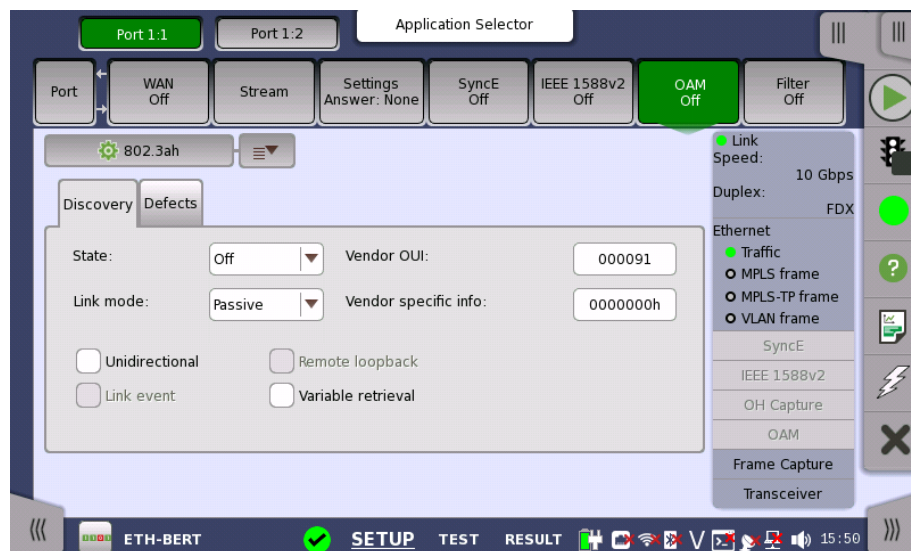 Application Selector
Port 1:1
Port 1:2
Port
WAN
Off
Stream
Settings
Answer: None
SyncE
Off
IEEE 1588v2
Off
OAM
Off
Filter
Off
802.3ah
Discovery
Defects
State:
Off
Vendor OUI:
000091
Link mode:
Passive
Vendor specific info:
0000000h
Unidirectional
Remote loopback
Link event
Variable retrieval
Link
Speed:
10 Gbps
Duplex:
FDX
Ethernet
Traffic
MPLS frame
MPLS-TP frame
VLAN frame
SyncE
IEEE 1588v2
OH Capture
OAM
Frame Capture
Transceiver
ETH-BERT
SETUP
TEST
RESULT
V
15:50